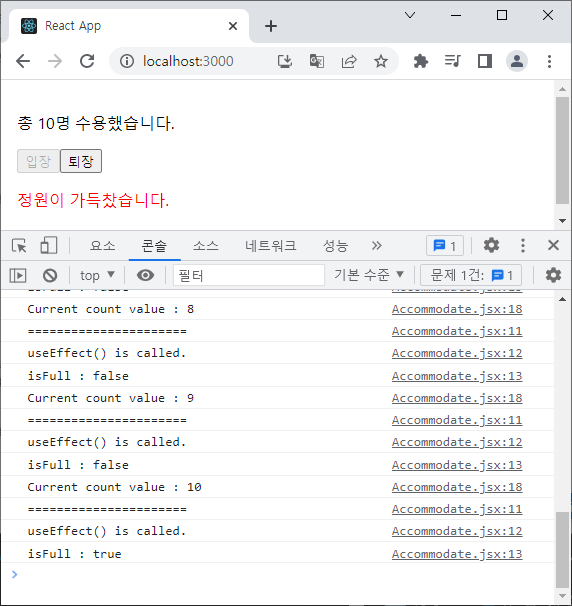 React App
localhost:3000
총 10명 수용했습니다.
입장 퇴장
정원이 가득찼습니다.
요소 콘솔 소스 네트워크 성능 1
top 필터 기본 수준 문제 1건: 1
isFull : false
Current count value : 8 Accommodate.jsx:18
======================= Accommodate.jsx:11
useEffect() is called. Accommodate.jsx:12
isFull : false Accommodate.jsx:13
Current count value : 9 Accommodate.jsx:18
======================= Accommodate.jsx:11
useEffect() is called. Accommodate.jsx:12
isFull : false Accommodate.jsx:13
Current count value : 10 Accommodate.jsx:18
======================= Accommodate.jsx:11
useEffect() is called. Accommodate.jsx:12
isFull : true Accommodate.jsx:13